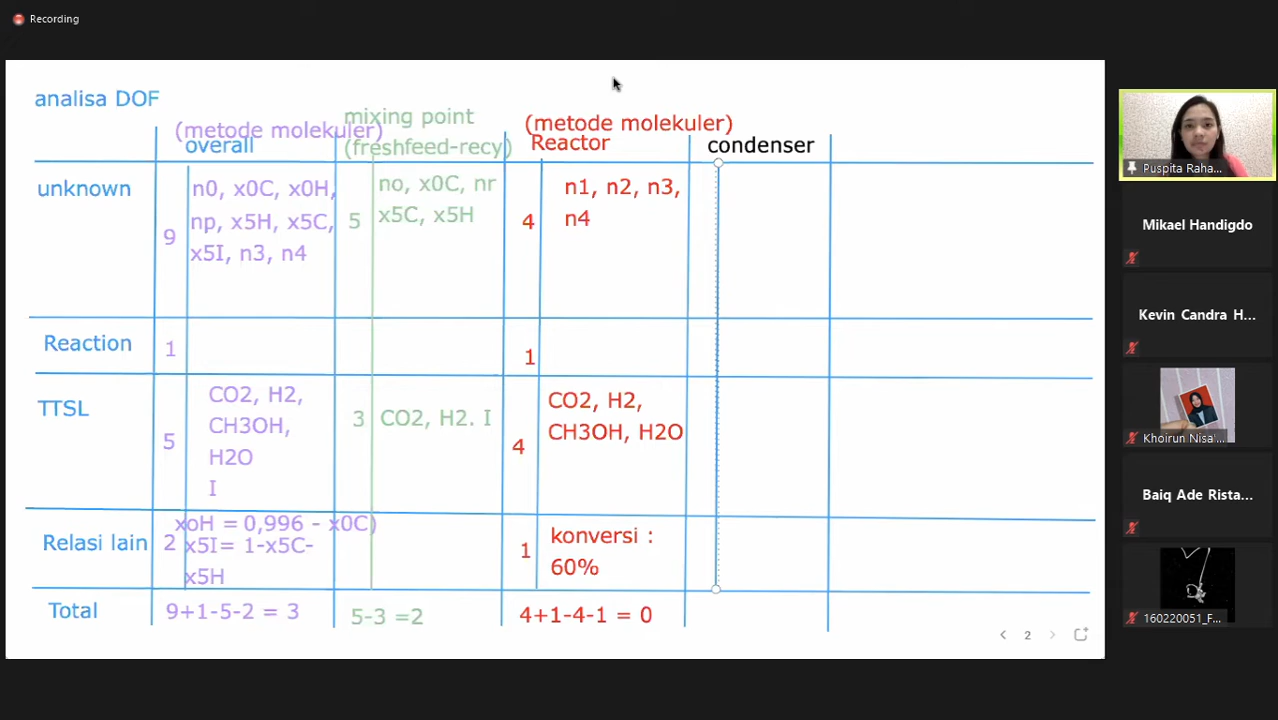 Recording
analisa DOF
(metode molekuler)
overall
mixing point
(freshfeed-recy)
(metode molekuler)
Reactor
condenser
unknown
9
n0, x0C, x0H,
np, x5H, x5C,
x5I, n3, n4
5
no, x0C, nr
x5C, x5H
4
n1, n2, n3,
n4
Reaction
1
1
TTSL
5
CO2, H2,
CH3OH,
H2O
I
3
CO2, H2. I
4
CO2, H2,
CH3OH, H2O
Relasi lain
2
xoH = 0,996 - x0C)
x5I= 1-x5C-
x5H
1
konversi :
60%
Total
9+1-5-2 = 3
5-3 =2
4+1-4-1 = 0
2
Puspita Raha...
Mikael Handigdo
Kevin Candra H...
Khoirun Nisa'...
Baiq Ade Rista...
160220051_F...